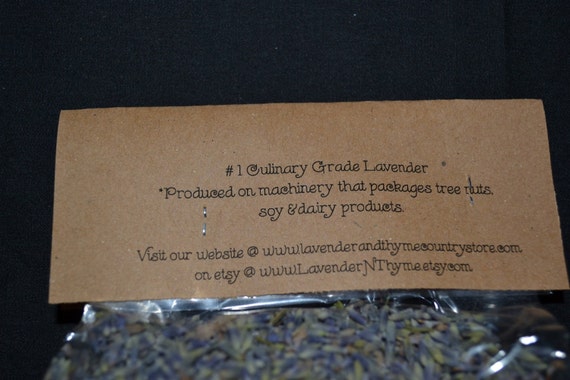 #1 Culinary Grade Lavender
*Produced on machinery that packages tree nuts,
soy &dairy products.
Visit our website @ www.lavenderandthymecountrystore.com
on etsy @ www.LavenderNThyme.etsy.com